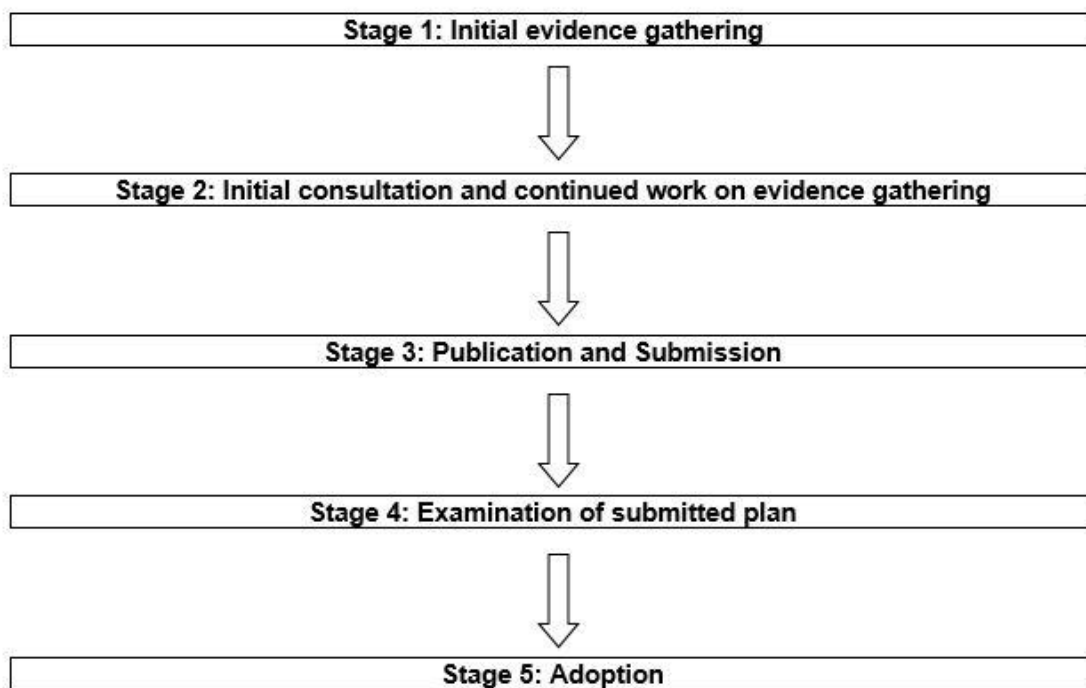 Stage 1: Initial evidence gathering
Stage 2: Initial consultation and continued work on evidence gathering
Stage 3: Publication and Submission
Stage 4: Examination of submitted plan
Stage 5: Adoption